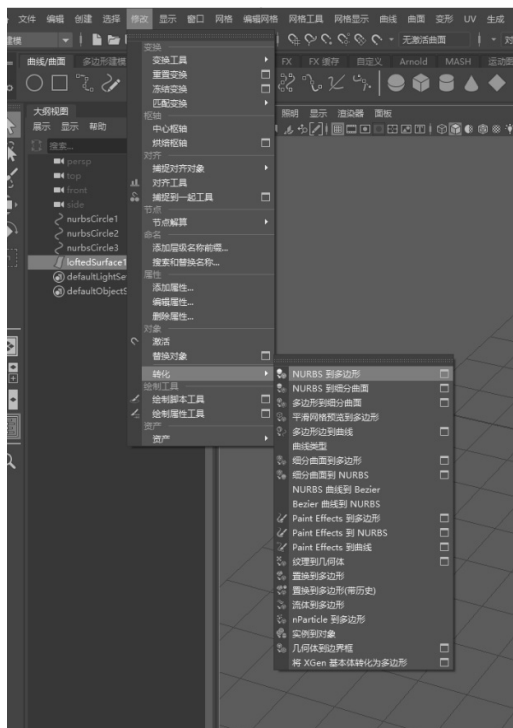 文件 编辑 创建 选择 修改 显示 窗口 网格 编辑网格 网格工具 网格显示 曲线 曲面 变形 UV 生成
建模
无激活曲面
对
曲线/曲面 多边形建模
FX FX 缓存 自定义 Arnold MASH 运动图
大纲视图
展示 显示 帮助
搜索...
persp
top
front
side
nurbsCircle1
nurbsCircle2
nurbsCircle3
loftedSurface1
defaultLightSe
defaultObjectS
照明 显示 渲染器 面板
变换
变换工具
重置变换
冻结变换
匹配变换
枢轴
中心枢轴
烘焙枢轴
对齐
捕捉对齐对象
对齐工具
捕捉到一起工具
节点
节点解算
命名
添加层级名称前缀...
搜索和替换名称...
属性
添加属性...
编辑属性...
删除属性...
对象
激活
替换对象
转化
绘制工具
绘制脚本工具
绘制属性工具
资产
资产
NURBS 到多边形
NURBS 到细分曲面
多边形到细分曲面
平滑网格预览到多边形
多边形边到曲线
曲线类型
细分曲面到多边形
细分曲面到 NURBS
NURBS 曲线到 Bezier
Bezier 曲线到 NURBS
Paint Effects 到多边形
Paint Effects 到 NURBS
Paint Effects 到曲线
纹理到几何体
置换到多边形
置换到多边形(带历史)
流体到多边形
nParticle 到多边形
实例到对象
几何体到边界框
将 XGen 基本体转化为多边形